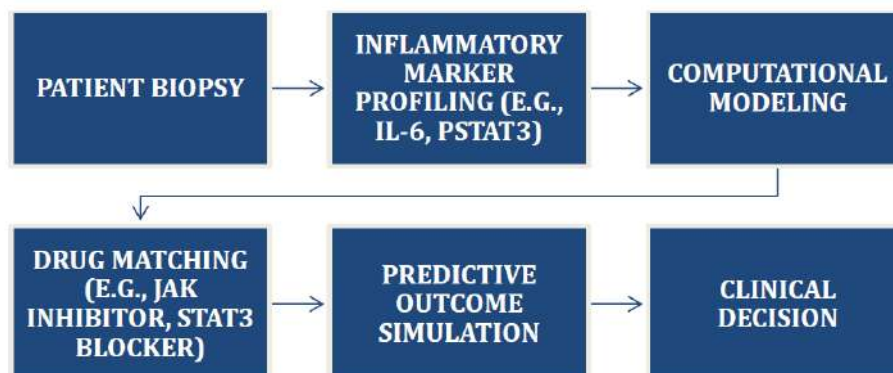 PATIENT BIOPSY
INFLAMMATORY
MARKER
PROFILING (E.G.,
IL-6, PSTAT3)
COMPUTATIONAL
MODELING
DRUG MATCHING
(E.G., JAK
INHIBITOR, STAT3
BLOCKER)
PREDICTIVE
OUTCOME
SIMULATION
CLINICAL
DECISION